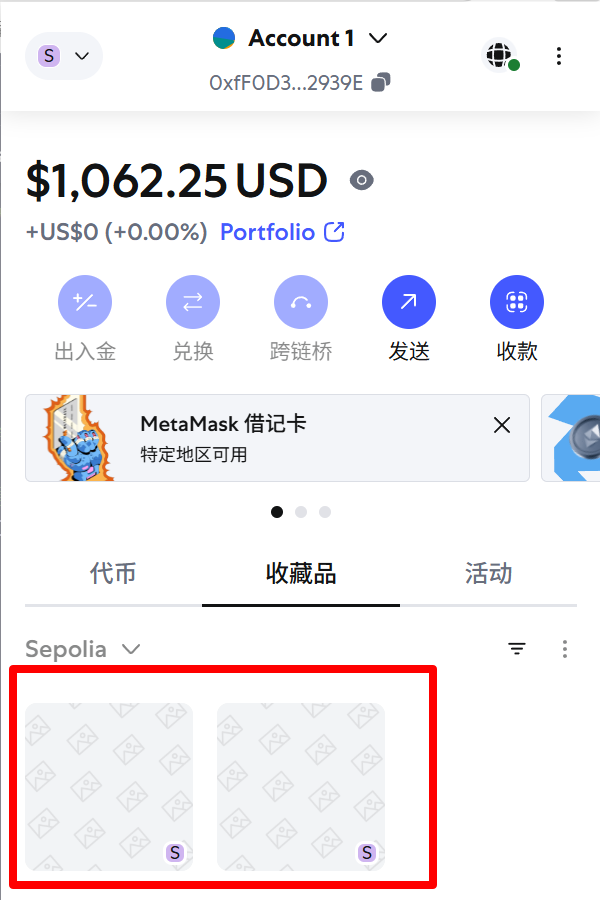 S
Account 1
0xfF0D3...2939E
$1,062.25 USD
+US$0 (+0.00%) Portfolio
出入金 兑换 跨链桥 发送 收款
MetaMask 借记卡
特定地区可用
代币 收藏品 活动
Sepolia
S S